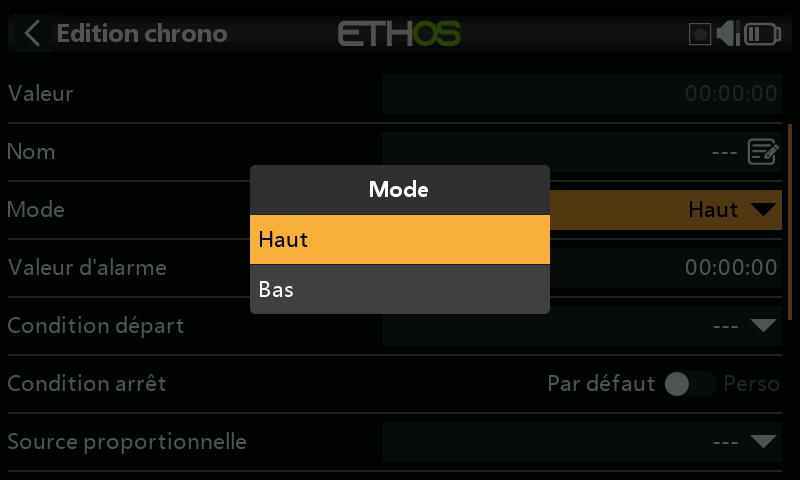 Edition chrono ETHOS
Valeur 00:00:00
Nom ---
Mode
Mode Haut
Haut
Valeur d'alarme 00:00:00
Bas
Condition départ ---
Condition arrêt Par défaut Perso
Source proportionnelle ---